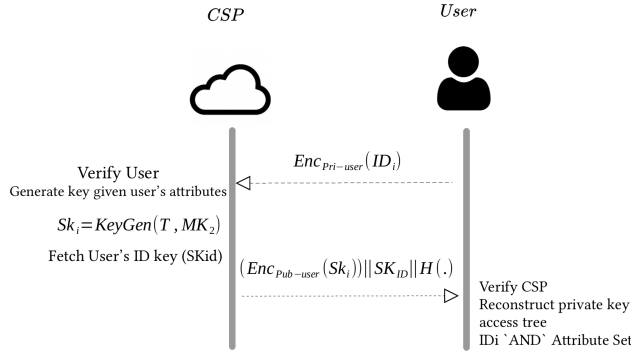 CSP
User
Enc_{Pri-user}(ID_i)
Verify User
Generate key given user's attributes
Sk_i=KeyGen(T , MK_2)
Fetch User's ID key (SKid)
(Enc_{Pub-user}(Sk_i))||SK_{ID}||H(.)
Verify CSP
Reconstruct private key
access tree
IDi `AND` Attribute Set